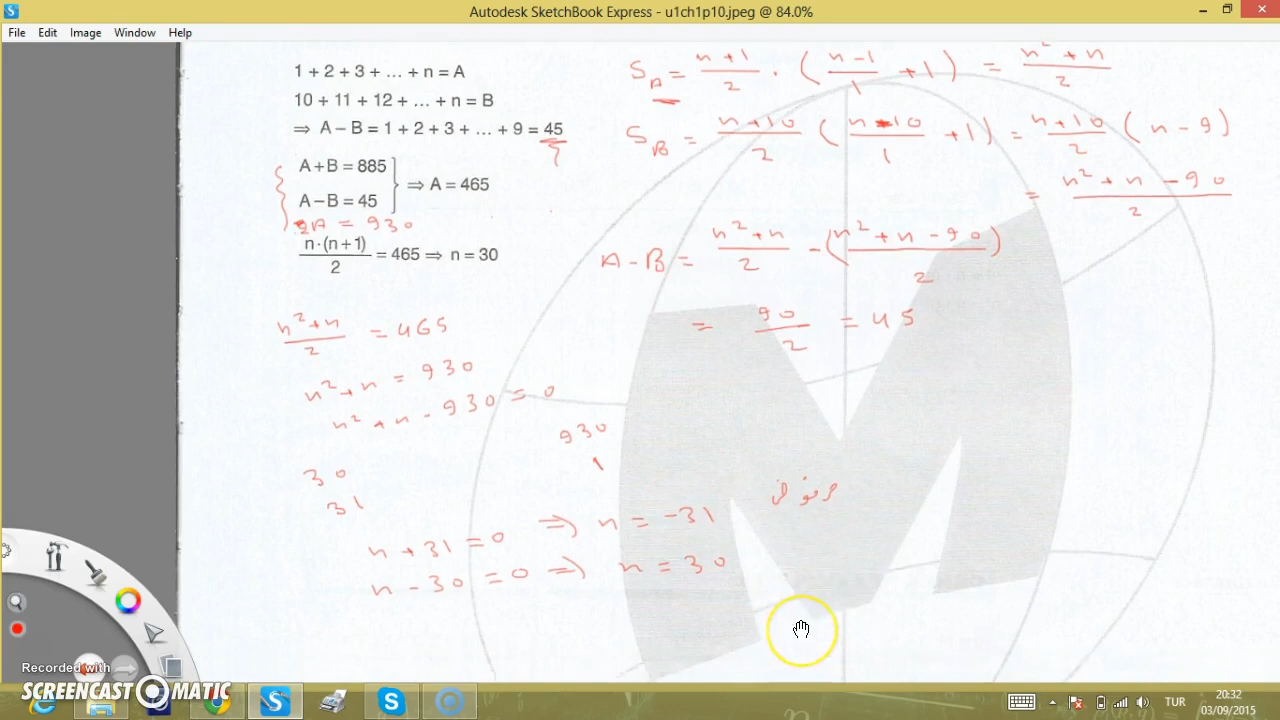 Autodesk SketchBook Express - u1ch1p10.jpeg @ 84.0%
File Edit Image Window Help
1 + 2 + 3 + ... + n = A
10 + 11 + 12 + ... + n = B
⇒ A – B = 1 + 2 + 3 + ... + 9 = 45
A + B = 885
A – B = 45
⇒ A = 465
2A = 930
n·(n+1)/2 = 465 ⇒ n = 30
n²+n/2 = 465
n²+n = 930
n²+n-930 = 0
930
1
30
31
n+31=0 ⇒ n = -31 مرفوض
n-30=0 ⇒ n = 30
S_A = n+1/2 · (n-1/1 + 1) = n²+n/2
S_B = n+10/2 (n-10/1 + 1) = n+10/2 (n-9)
= n²+n-90/2
A-B = n²+n/2 - (n²+n-90/2)
= 90/2 = 45
Recorded with
SCREENCAST MATIC
TUR
20:32
03/09/2015